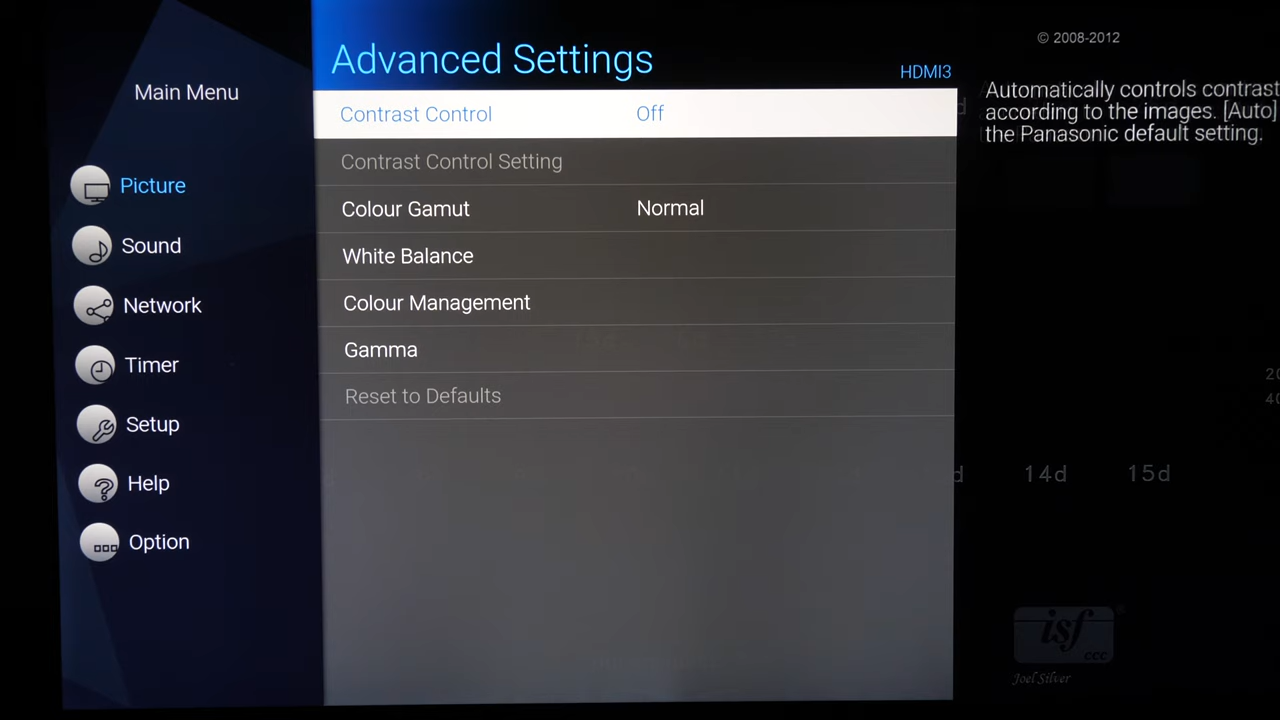 Main Menu
Picture
Sound
Network
Timer
Setup
Help
Option
Advanced Settings
HDMI3
Contrast Control Off
Contrast Control Setting
Colour Gamut Normal
White Balance
Colour Management
Gamma
Reset to Defaults
© 2008-2012
Automatically controls contrast
according to the images. [Auto]
the Panasonic default setting.
14d 15d
isf
ccc
Joel Silver